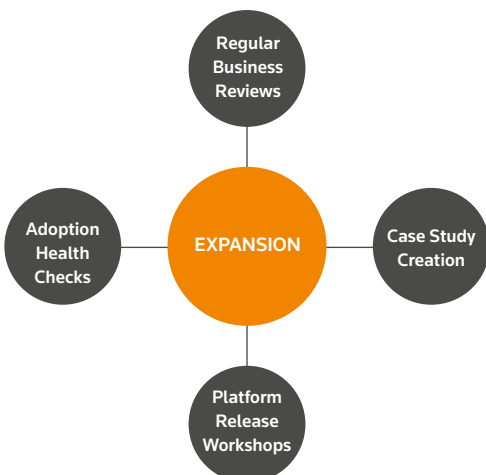 Regular
Business
Reviews
Adoption
Health
Checks
EXPANSION
Case Study
Creation
Platform
Release
Workshops